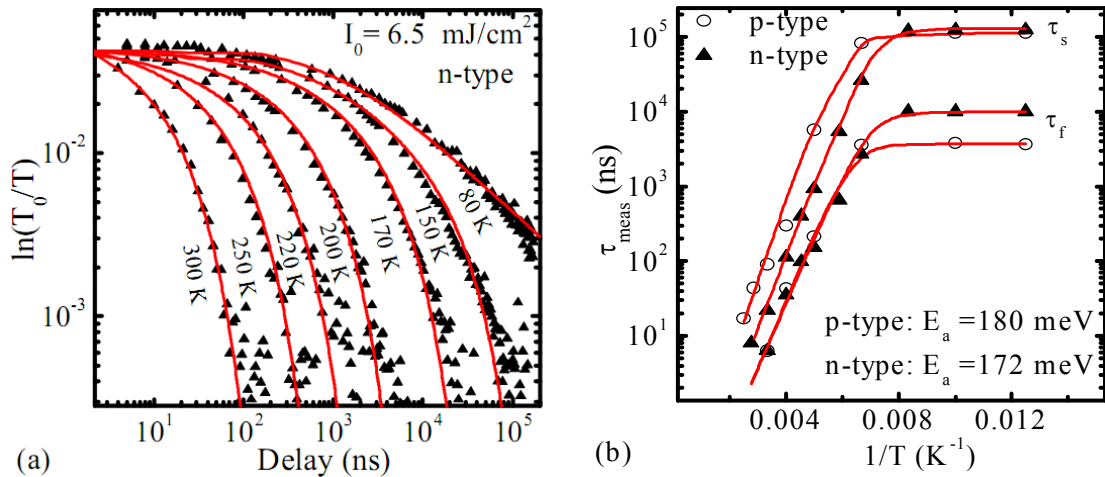 I₀= 6.5 mJ/cm²
n-type
ln(T₀/T)
10⁻²
10⁻³
300 K
250 K
220 K
200 K
170 K
150 K
80 K
10¹ 10² 10³ 10⁴ 10⁵
Delay (ns)
(a)
p-type
n-type
τₛ
τ_f
τ_meas (ns)
10⁵
10⁴
10³
10²
10¹
p-type: Eₐ =180 meV
n-type: Eₐ =172 meV
0.004 0.008 0.012
1/T (K⁻¹)
(b)